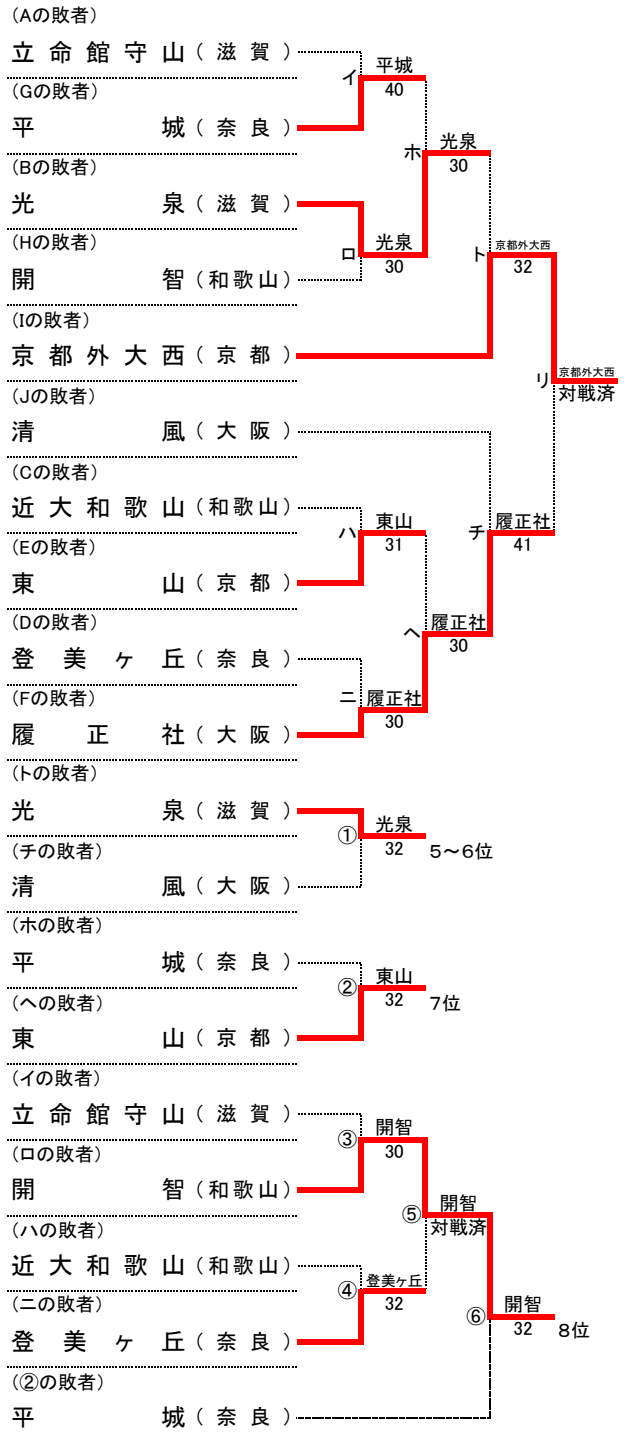 (Aの敗者)
立命館守山(滋賀)
イ 平城
40
(Gの敗者)
平城(奈良)
ホ 光泉
30
(Bの敗者)
光泉(滋賀)
ロ 光泉
30
(Hの敗者)
開智(和歌山)
ト 京都外大西
32
(Iの敗者)
京都外大西(京都)
リ 京都外大西
対戦済
(Jの敗者)
清風(大阪)
(Cの敗者)
近大和歌山(和歌山)
ハ 東山
31
チ 履正社
41
(Eの敗者)
東山(京都)
(Dの敗者)
登美ヶ丘(奈良)
ヘ 履正社
30
(Fの敗者)
履正社(大阪)
ニ 履正社
30
(トの敗者)
光泉(滋賀)
① 光泉
32 5~6位
(チの敗者)
清風(大阪)
(ホの敗者)
平城(奈良)
② 東山
32 7位
(ヘの敗者)
東山(京都)
(イの敗者)
立命館守山(滋賀)
③ 開智
30
(ロの敗者)
開智(和歌山)
⑤ 開智
対戦済
(ハの敗者)
近大和歌山(和歌山)
④ 登美ヶ丘
32
(ニの敗者)
登美ヶ丘(奈良)
⑥ 開智
32 8位
(②の敗者)
平城(奈良)